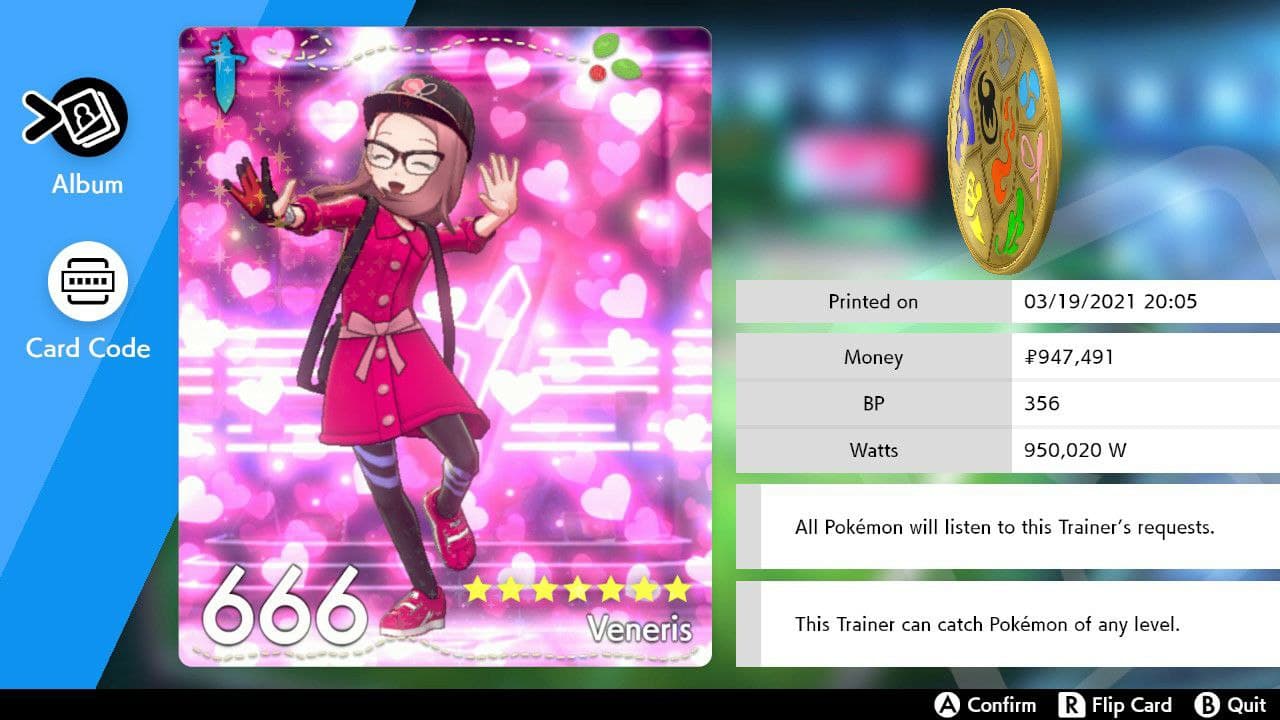 Album
Card Code
666
Veneris
Printed on 03/19/2021 20:05
Money ₽947,491
BP 356
Watts 950,020 W
All Pokémon will listen to this Trainer's requests.
This Trainer can catch Pokémon of any level.
A Confirm R Flip Card B Quit